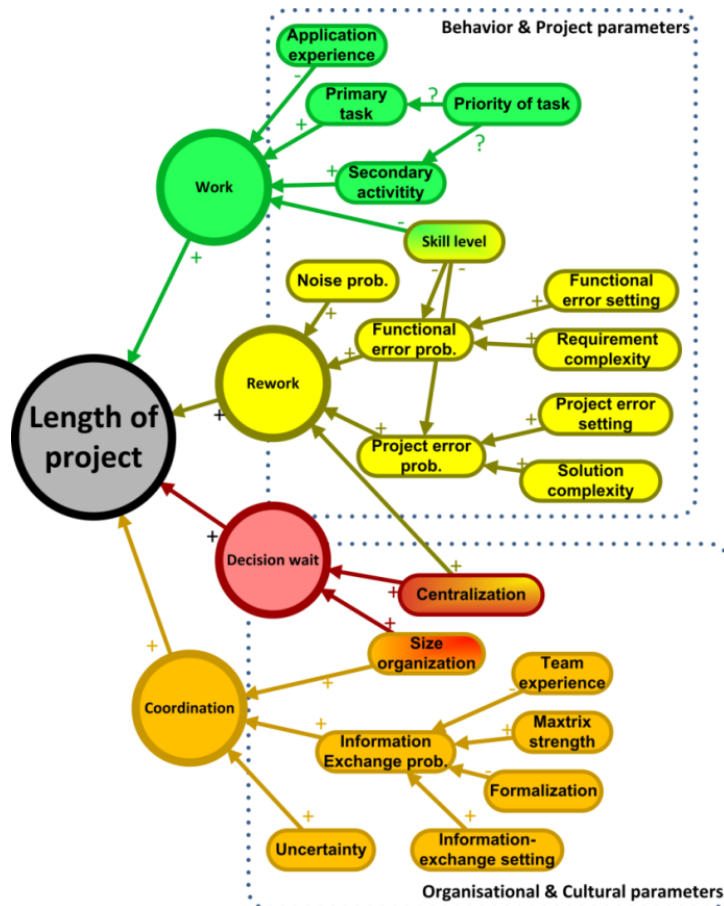 Behavior & Project parameters
Application
experience
-
Primary
task
?
Priority of task
+
?
Work
+
Secondary
activitity
-
Skill level
+
-
-
Noise prob.
Functional
error setting
+
+
Functional
error prob.
+
+
Requirement
complexity
Rework
Length of
project
+
Project error
setting
+
+
Project error
prob.
+
Solution
complexity
+
Decision wait
+
+
Centralization
+
Size
organization
+
+
Team
experience
-
Coordination
+
Information
Exchange prob.
+
Maxtrix
strength
-
Formalization
+
+
Uncertainty
Information-
exchange setting
Organisational & Cultural parameters